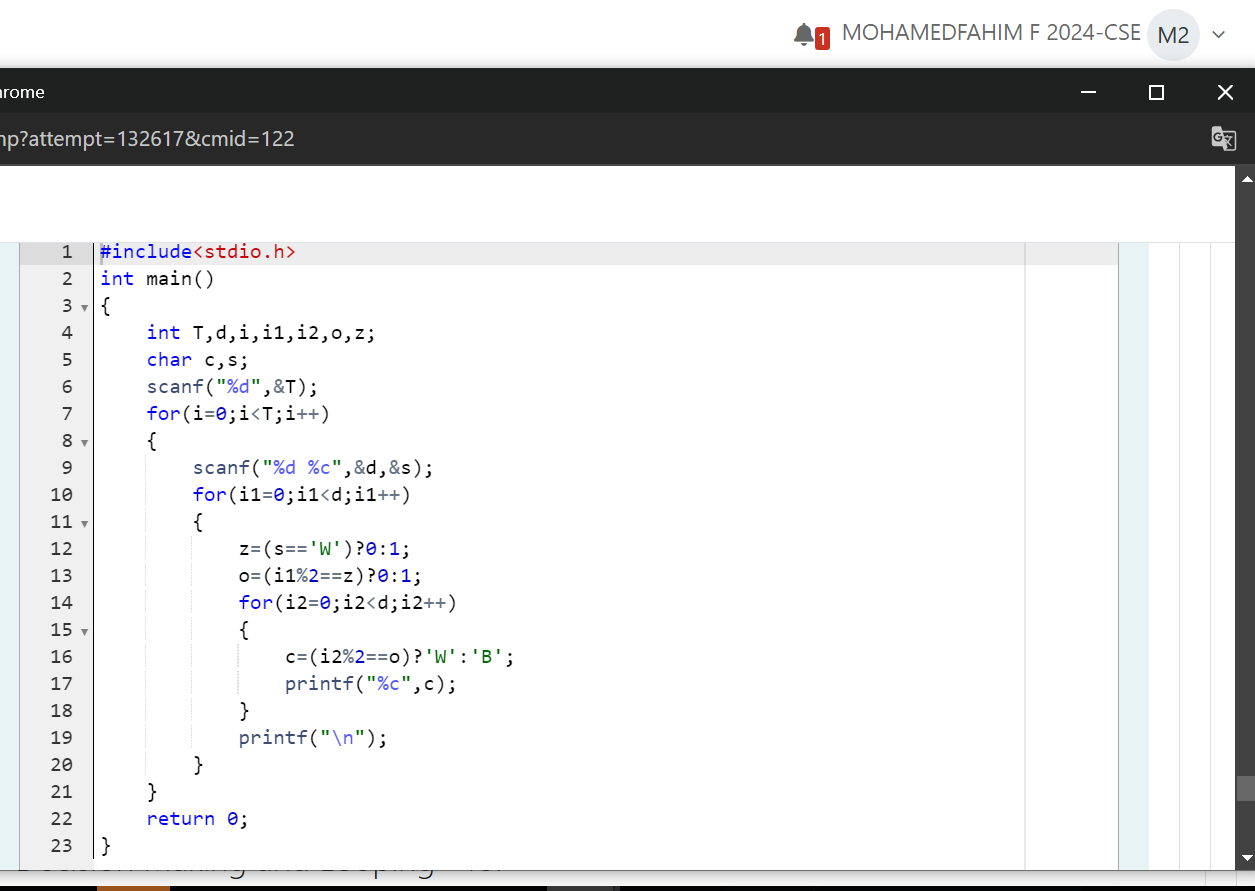 1 MOHAMEDFAHIM F 2024-CSE M2
rome
np?attempt=132617&cmid=122
1 #include<stdio.h>
2 int main()
3 {
4 int T,d,i,i1,i2,o,z;
5 char c,s;
6 scanf("%d",&T);
7 for(i=0;i<T;i++)
8 {
9 scanf("%d %c",&d,&s);
10 for(i1=0;i1<d;i1++)
11 {
12 z=(s=='W')?0:1;
13 o=(i1%2==z)?0:1;
14 for(i2=0;i2<d;i2++)
15 {
16 c=(i2%2==o)?'W':'B';
17 printf("%c",c);
18 }
19 printf("\n");
20 }
21 }
22 return 0;
23 }